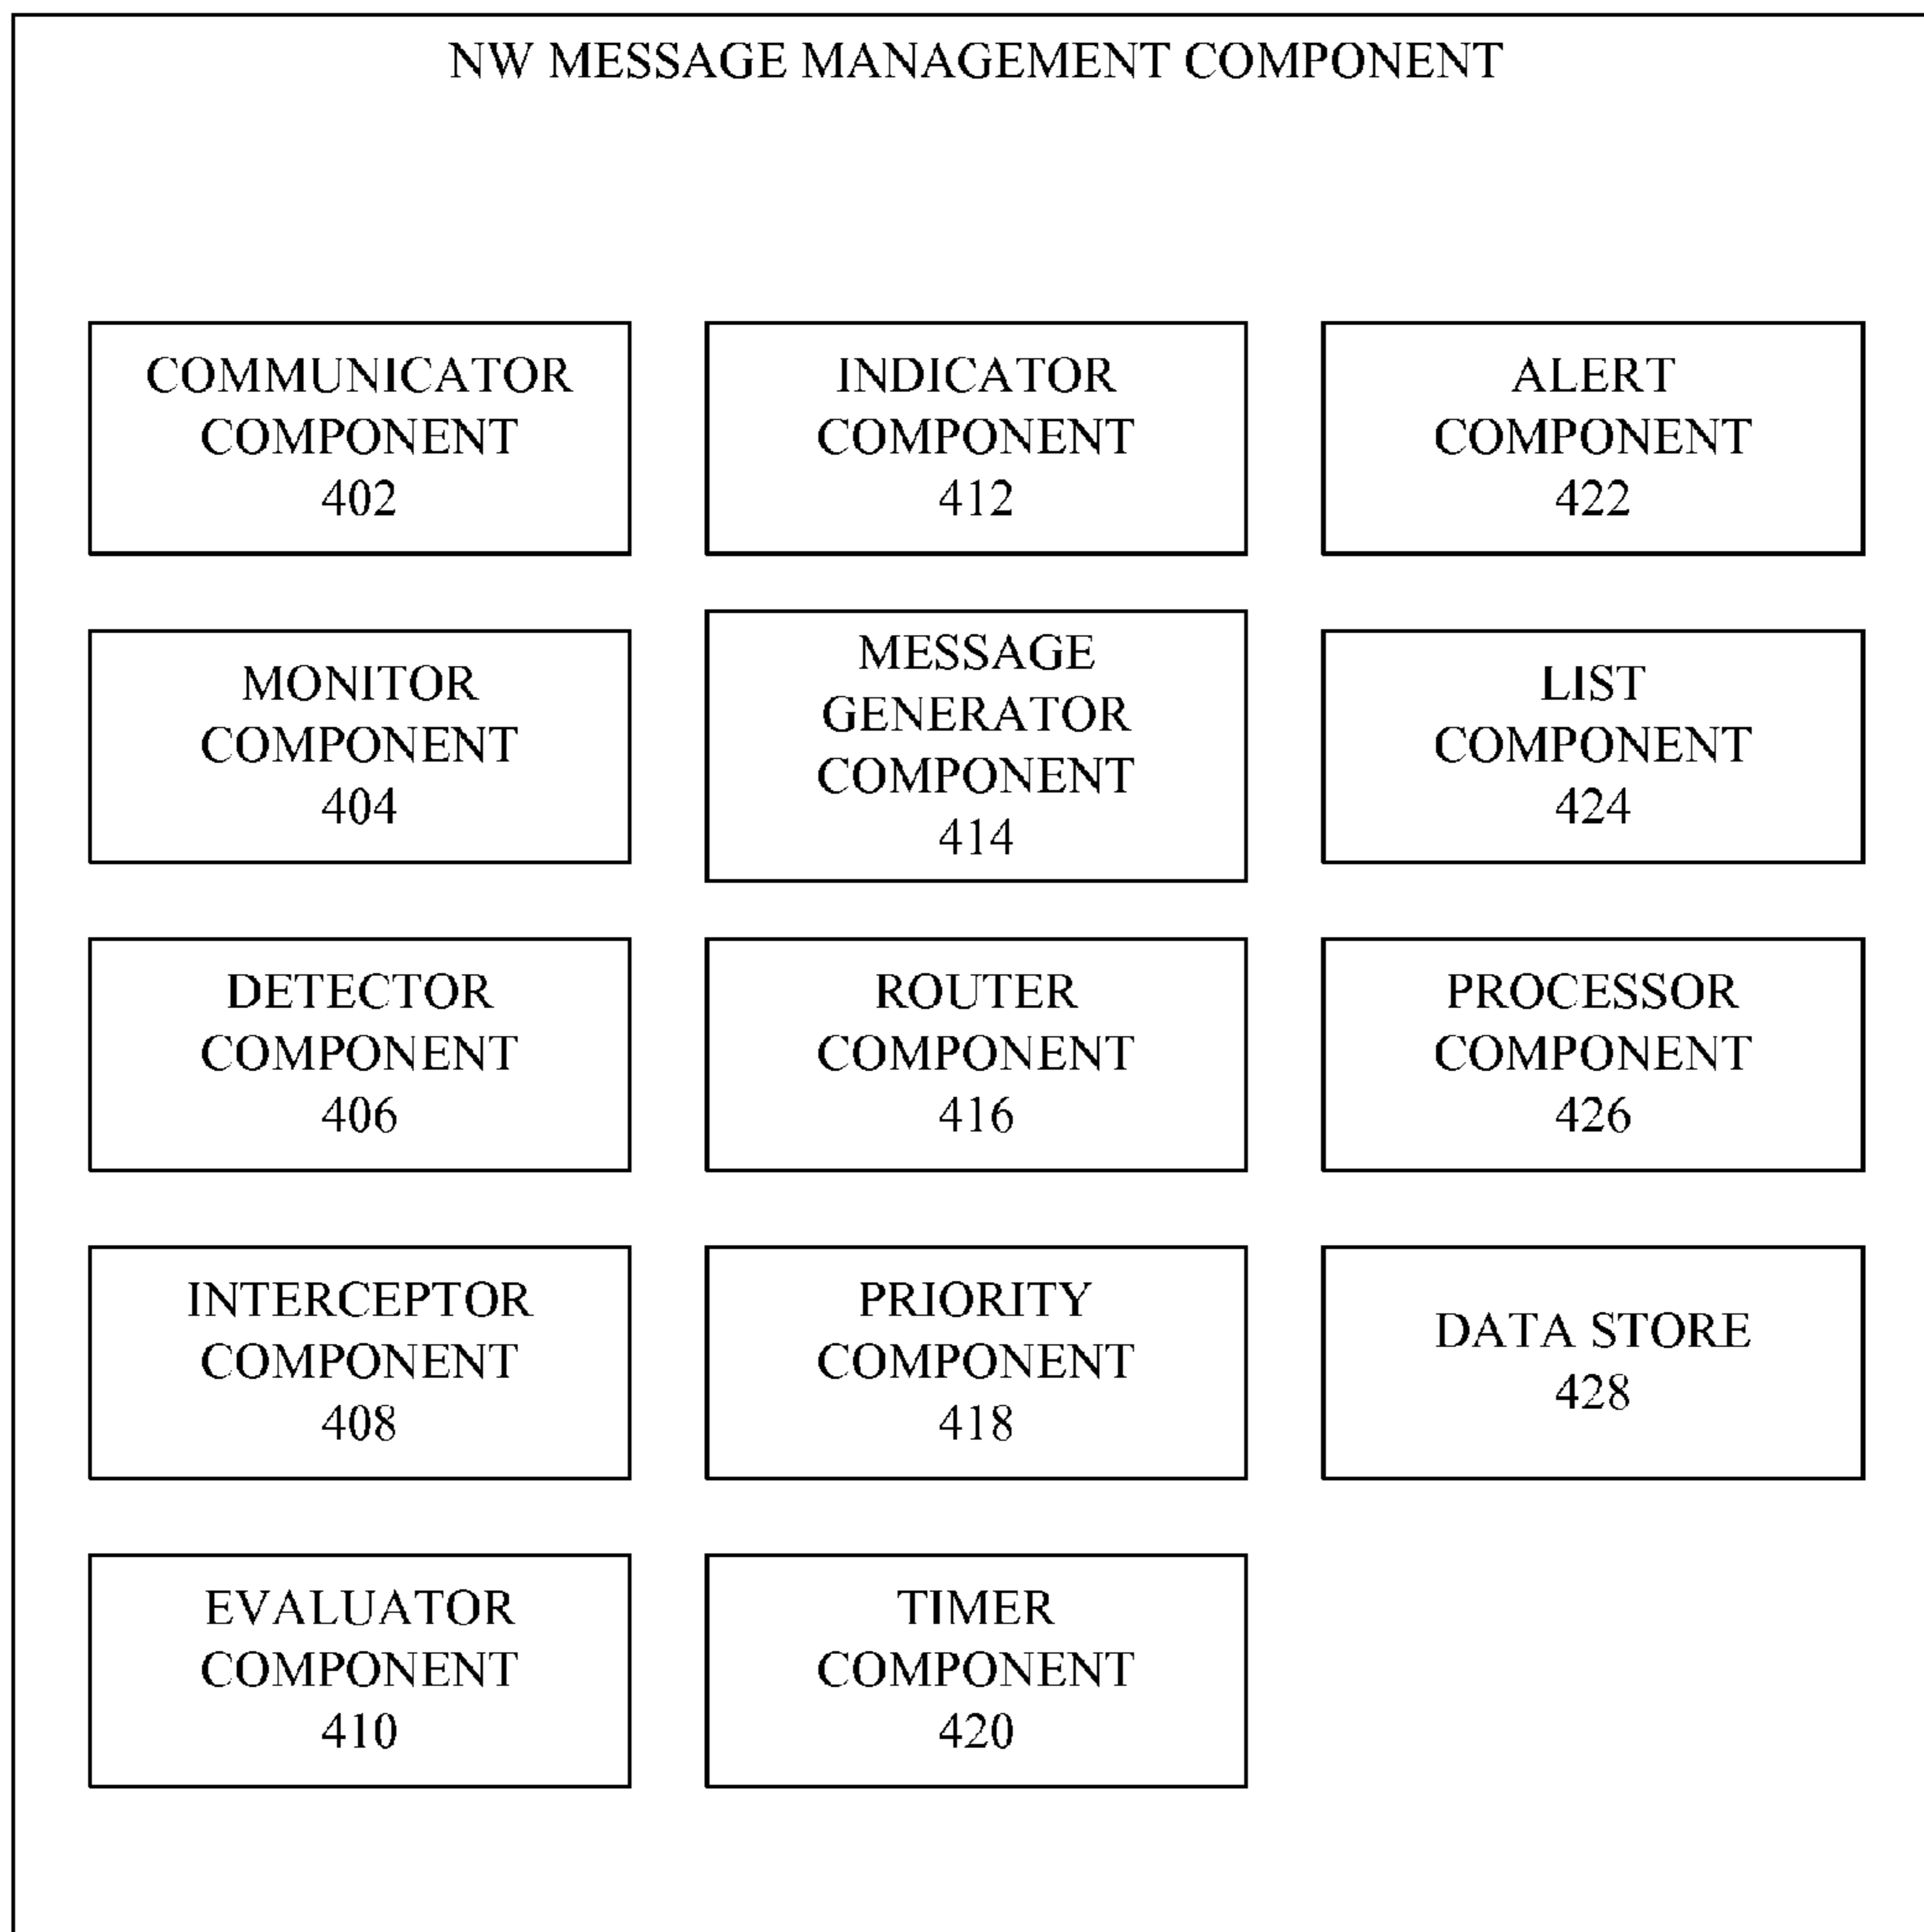 NW MESSAGE MANAGEMENT COMPONENT
COMMUNICATOR
COMPONENT
402
INDICATOR
COMPONENT
412
ALERT
COMPONENT
422
MONITOR
COMPONENT
404
MESSAGE
GENERATOR
COMPONENT
414
LIST
COMPONENT
424
DETECTOR
COMPONENT
406
ROUTER
COMPONENT
416
PROCESSOR
COMPONENT
426
INTERCEPTOR
COMPONENT
408
PRIORITY
COMPONENT
418
DATA STORE
428
EVALUATOR
COMPONENT
410
TIMER
COMPONENT
420